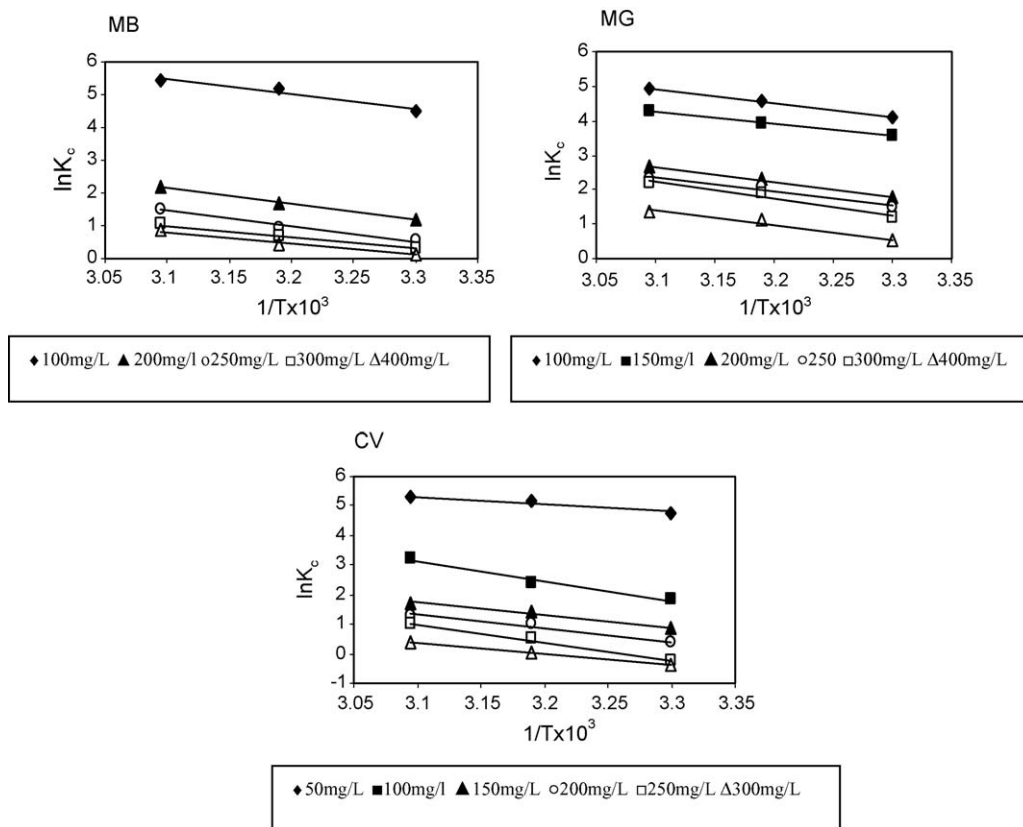 MB
6
5
4
3
2
1
0
lnKc
3.05 3.1 3.15 3.2 3.25 3.3 3.35
1/Tx10³
◆100mg/L ▲200mg/l ○250mg/L □300mg/L Δ400mg/L
MG
6
5
4
3
2
1
0
lnKc
3.05 3.1 3.15 3.2 3.25 3.3 3.35
1/Tx10³
◆100mg/L ■150mg/l ▲200mg/L ○250 □300mg/L Δ400mg/L
CV
6
5
4
3
2
1
0
-1
lnKc
3.05 3.1 3.15 3.2 3.25 3.3 3.35
1/Tx10³
◆50mg/L ■100mg/l ▲150mg/L ○200mg/L □250mg/L Δ300mg/L